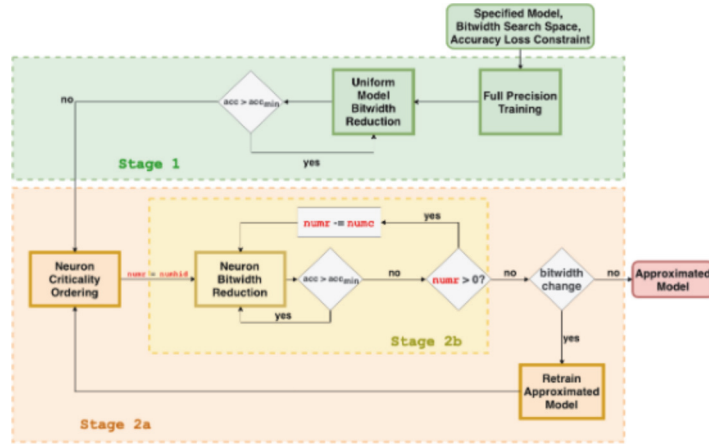 Specified Model,
Bitwidth Search Space,
Accuracy Loss Constraint
no
acc > acc_min
Uniform
Model
Bitwidth
Reduction
Full Precision
Training
yes
Stage 1
numr -= numc
yes
Neuron
Criticality
Ordering
Neuron
Bitwidth
Reduction
acc > acc_min
no
numr > 0?
no
bitwidth
change
no
Approximated
Model
yes
yes
Stage 2b
Retrain
Approximated
Model
Stage 2a